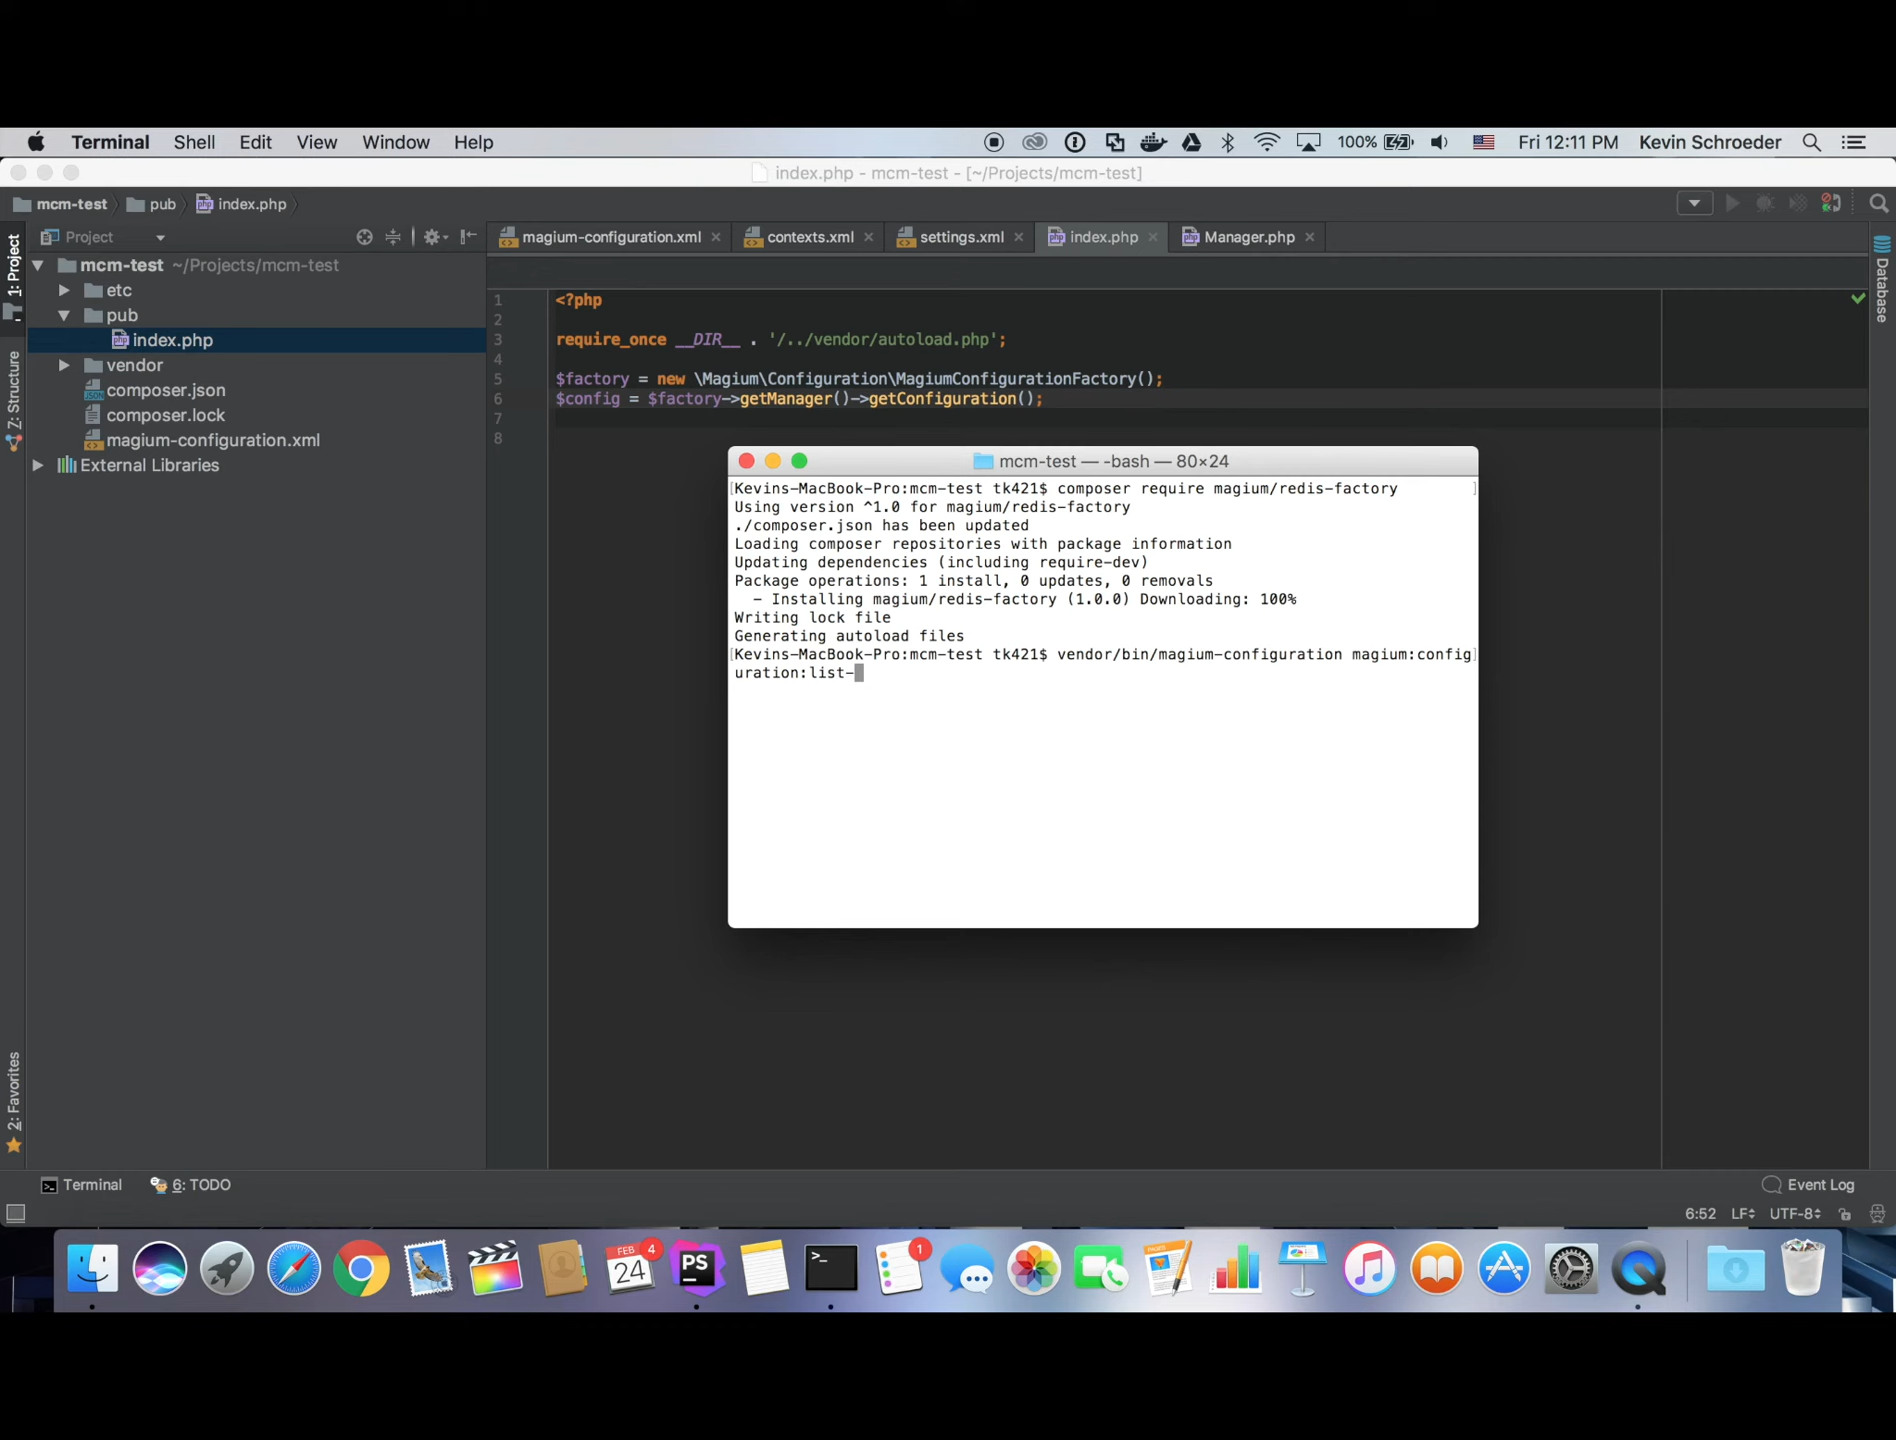 Terminal Shell Edit View Window Help 100% Fri 12:11 PM Kevin Schroeder
index.php - mcm-test - [~/Projects/mcm-test]
mcm-test pub index.php
Project
magium-configuration.xml contexts.xml settings.xml index.php Manager.php
1: Project
Z: Structure
2: Favorites
Database
mcm-test ~/Projects/mcm-test
etc
pub
index.php
vendor
composer.json
composer.lock
magium-configuration.xml
External Libraries
1 <?php
2
3 require_once __DIR__ . '/../vendor/autoload.php';
4
5 $factory = new \Magium\Configuration\MagiumConfigurationFactory();
6 $config = $factory->getManager()->getConfiguration();
7
8
mcm-test — -bash — 80×24
[Kevins-MacBook-Pro:mcm-test tk421$ composer require magium/redis-factory ]
Using version ^1.0 for magium/redis-factory
./composer.json has been updated
Loading composer repositories with package information
Updating dependencies (including require-dev)
Package operations: 1 install, 0 updates, 0 removals
- Installing magium/redis-factory (1.0.0) Downloading: 100%
Writing lock file
Generating autoload files
[Kevins-MacBook-Pro:mcm-test tk421$ vendor/bin/magium-configuration magium:config]
uration:list-
Terminal 6: TODO Event Log
6:52 LF UTF-8
FEB 24 4
PS
>_
1
PAGES